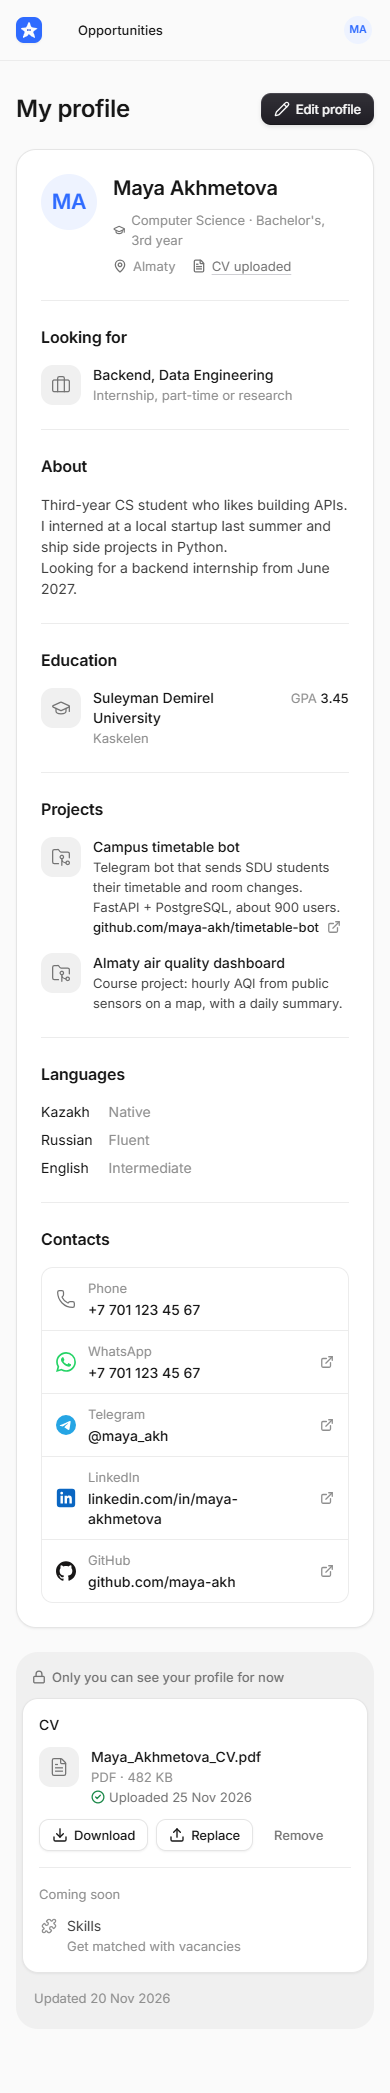 Opportunities
MA
My profile
Edit profile
MA
Maya Akhmetova
Computer Science · Bachelor's,
3rd year
Almaty
CV uploaded
Looking for
Backend, Data Engineering
Internship, part-time or research
About
Third-year CS student who likes building APIs.
I interned at a local startup last summer and
ship side projects in Python.
Looking for a backend internship from June
2027.
Education
Suleyman Demirel
University
GPA 3.45
Kaskelen
Projects
Campus timetable bot
Telegram bot that sends SDU students
their timetable and room changes.
FastAPI + PostgreSQL, about 900 users.
github.com/maya-akh/timetable-bot
Almaty air quality dashboard
Course project: hourly AQI from public
sensors on a map, with a daily summary.
Languages
Kazakh Native
Russian Fluent
English Intermediate
Contacts
Phone
+7 701 123 45 67
WhatsApp
+7 701 123 45 67
Telegram
@maya_akh
LinkedIn
linkedin.com/in/maya-
akhmetova
GitHub
github.com/maya-akh
Only you can see your profile for now
CV
Maya_Akhmetova_CV.pdf
PDF · 482 KB
Uploaded 25 Nov 2026
Download
Replace
Remove
Coming soon
Skills
Get matched with vacancies
Updated 20 Nov 2026